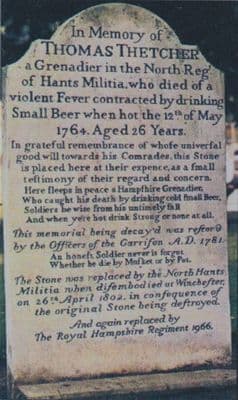 In Memory of
THOMAS THETCHER
a Grenadier in the North Reg.
of Hants Militia, who died of a
violent Fever contracted by drinking
Small Beer when hot the 12th of May
1764. Aged 26 Years.
In grateful remembrance of whose univerſal
good will towards his Comrades, this Stone
is placed here at their expence, as a ſmall
teſtimony of their regard and concern.
Here ſleeps in peace a Hampſhire Grenadier,
Who caught his death by drinking cold ſmall Beer,
Soldiers be wise from his untimely fall
And when ye're hot drink Strong or none at all.
This memorial being decay'd was reſtor'd
by the Officers of the Garriſon A.D. 1781.
An honeſt Soldier never is forgot
Whether he die by Muſket or by Pot.
The Stone was replaced by the North Hants
Militia when diſembodied at Wincheſter,
on 26th April 1802, in conſequence of
the original Stone being deſtroyed.
And again replaced by
The Royal Hampshire Regiment 1966.